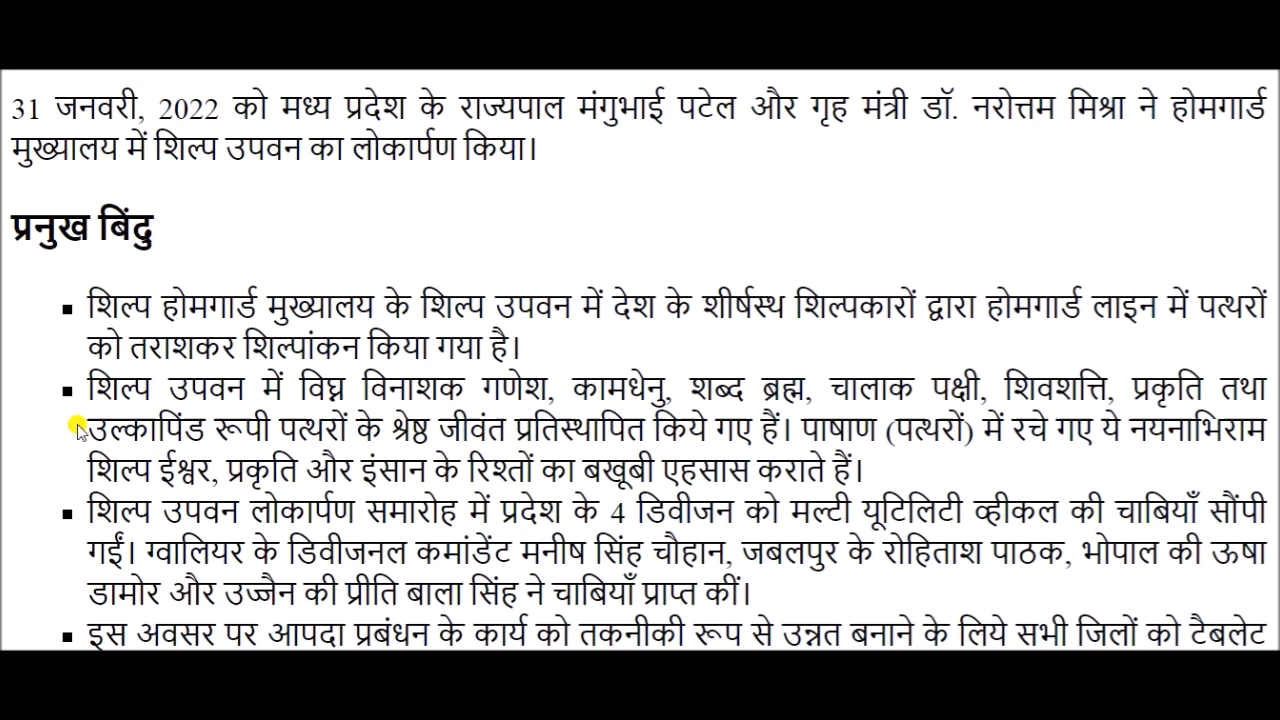 31 जनवरी, 2022 को मध्य प्रदेश के राज्यपाल मंगुभाई पटेल और गृह मंत्री डॉ. नरोत्तम मिश्रा ने होमगार्ड
मुख्यालय में शिल्प उपवन का लोकार्पण किया।
प्रनुख बिंदु
▪ शिल्प होमगार्ड मुख्यालय के शिल्प उपवन में देश के शीर्षस्थ शिल्पकारों द्वारा होमगार्ड लाइन में पत्थरों
को तराशकर शिल्पांकन किया गया है।
▪ शिल्प उपवन में विघ्न विनाशक गणेश, कामधेनु, शब्द ब्रह्म, चालाक पक्षी, शिवशत्ति, प्रकृति तथा
उल्कापिंड रूपी पत्थरों के श्रेष्ठ जीवंत प्रतिस्थापित किये गए हैं। पाषाण (पत्थरों) में रचे गए ये नयनाभिराम
शिल्प ईश्वर, प्रकृति और इंसान के रिश्तों का बखूबी एहसास कराते हैं।
▪ शिल्प उपवन लोकार्पण समारोह में प्रदेश के 4 डिवीजन को मल्टी यूटिलिटी व्हीकल की चाबियाँ सौंपी
गईं। ग्वालियर के डिवीजनल कमांडेंट मनीष सिंह चौहान, जबलपुर के रोहिताश पाठक, भोपाल की ऊषा
डामोर और उज्जैन की प्रीति बाला सिंह ने चाबियाँ प्राप्त कीं।
▪ इस अवसर पर आपदा प्रबंधन के कार्य को तकनीकी रूप से उन्नत बनाने के लिये सभी जिलों को टैबलेट